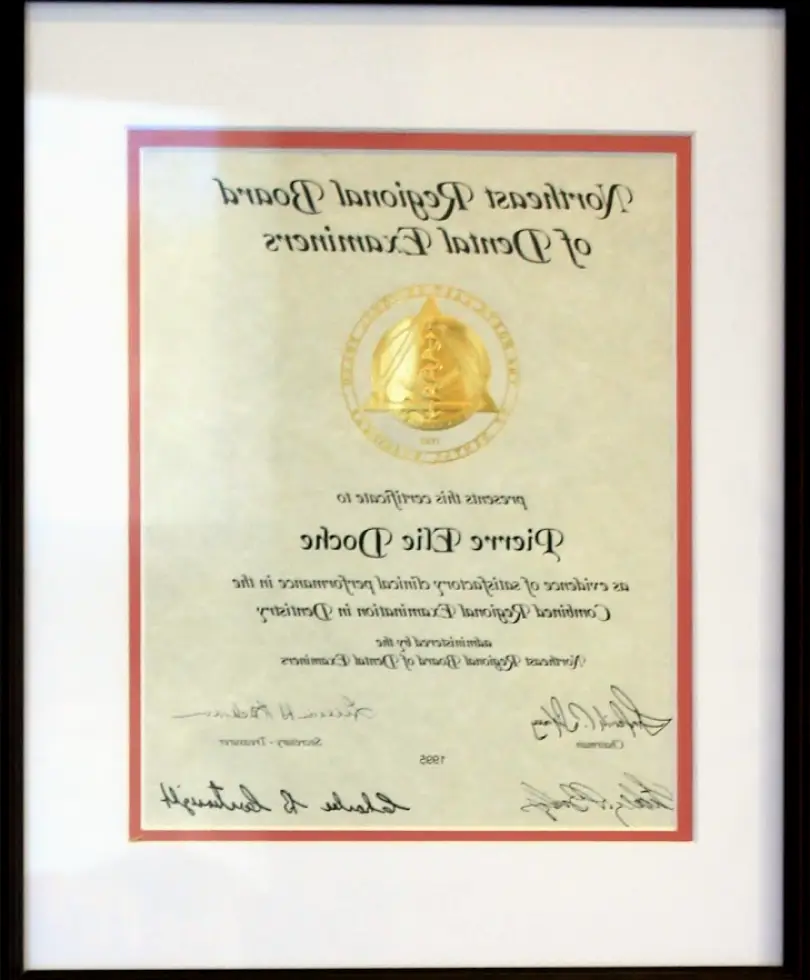 Northeast Regional Board
of Dental Examiners
presents this certificate to
Pierre Elie Doche
as evidence of satisfactory clinical performance in the
Combined Regional Examination in Dentistry
administered by the
Northeast Regional Board of Dental Examiners
Chairman
Secretary - Treasurer
1995